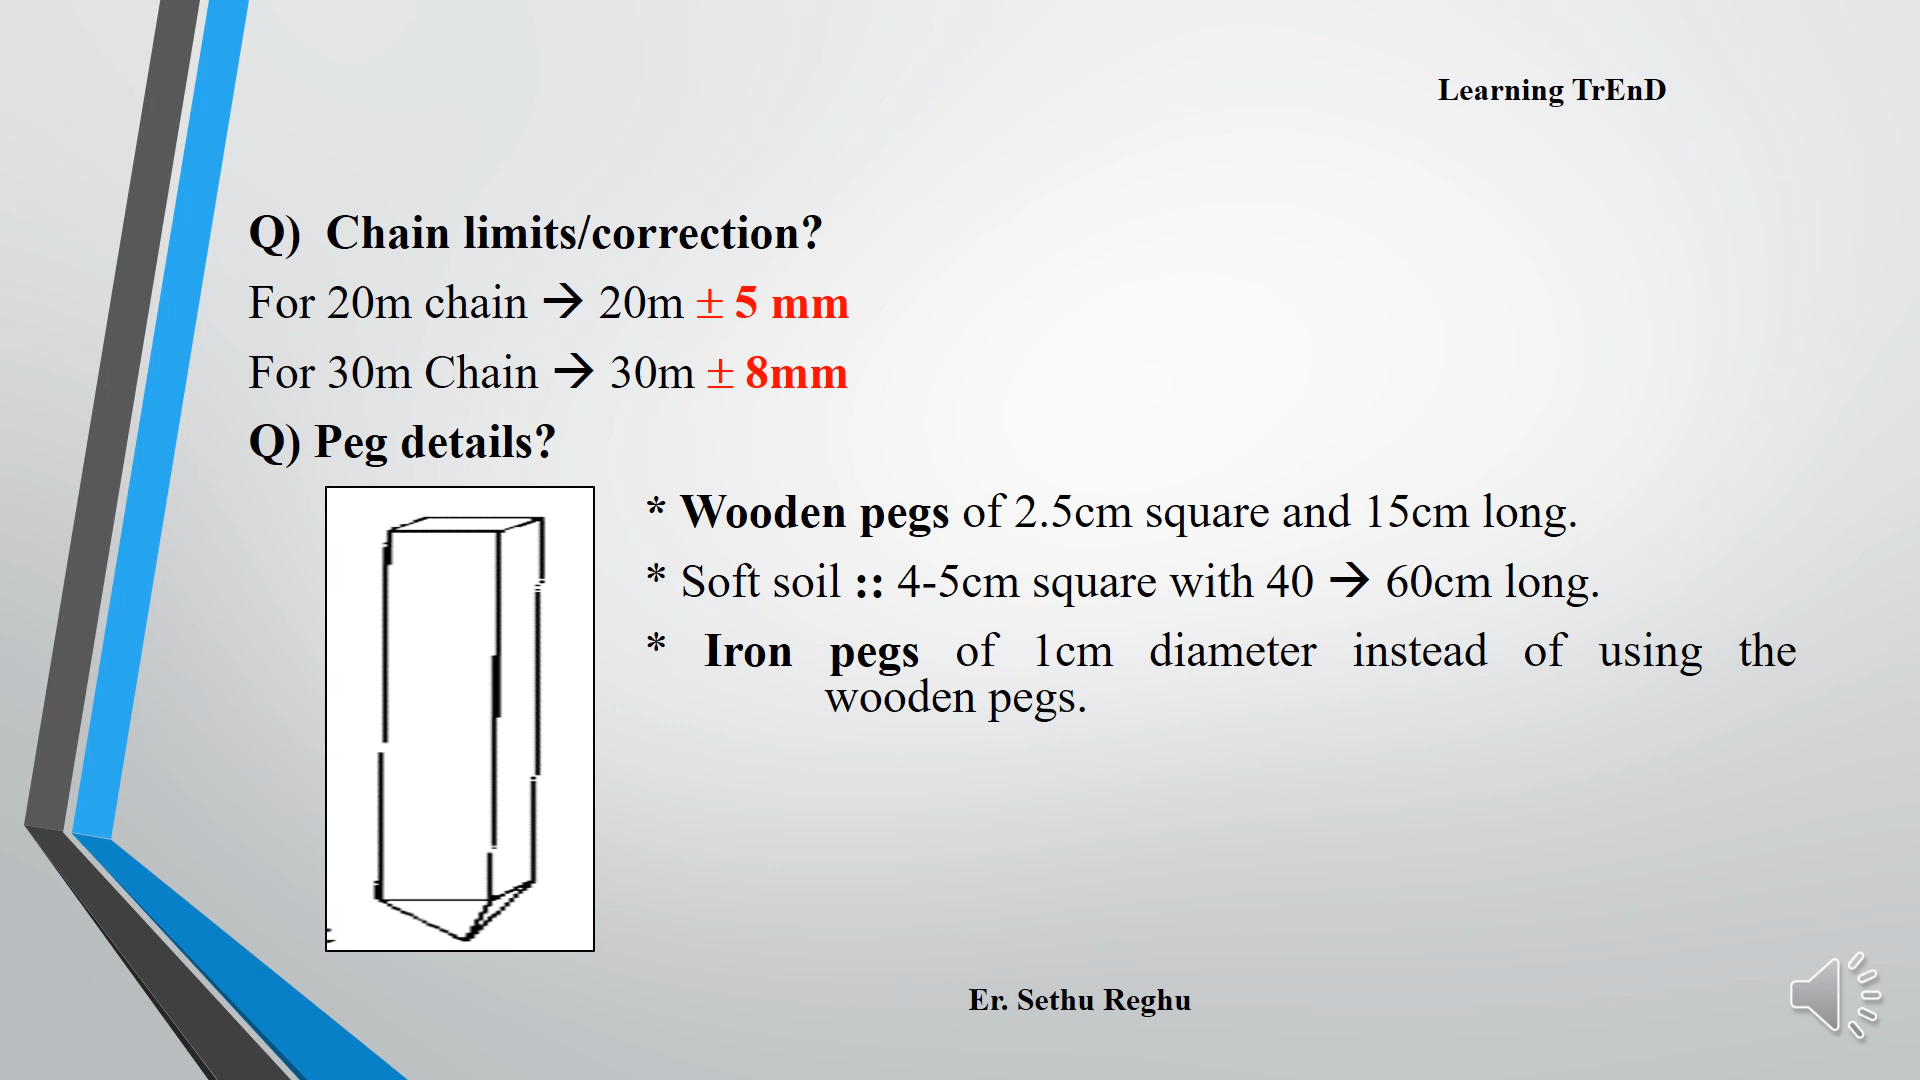 Learning TrEnD
Q) Chain limits/correction?
For 20m chain → 20m ± 5 mm
For 30m Chain → 30m ± 8mm
Q) Peg details?
* Wooden pegs of 2.5cm square and 15cm long.
* Soft soil :: 4-5cm square with 40 → 60cm long.
* Iron pegs of 1cm diameter instead of using the
wooden pegs.
Er. Sethu Reghu